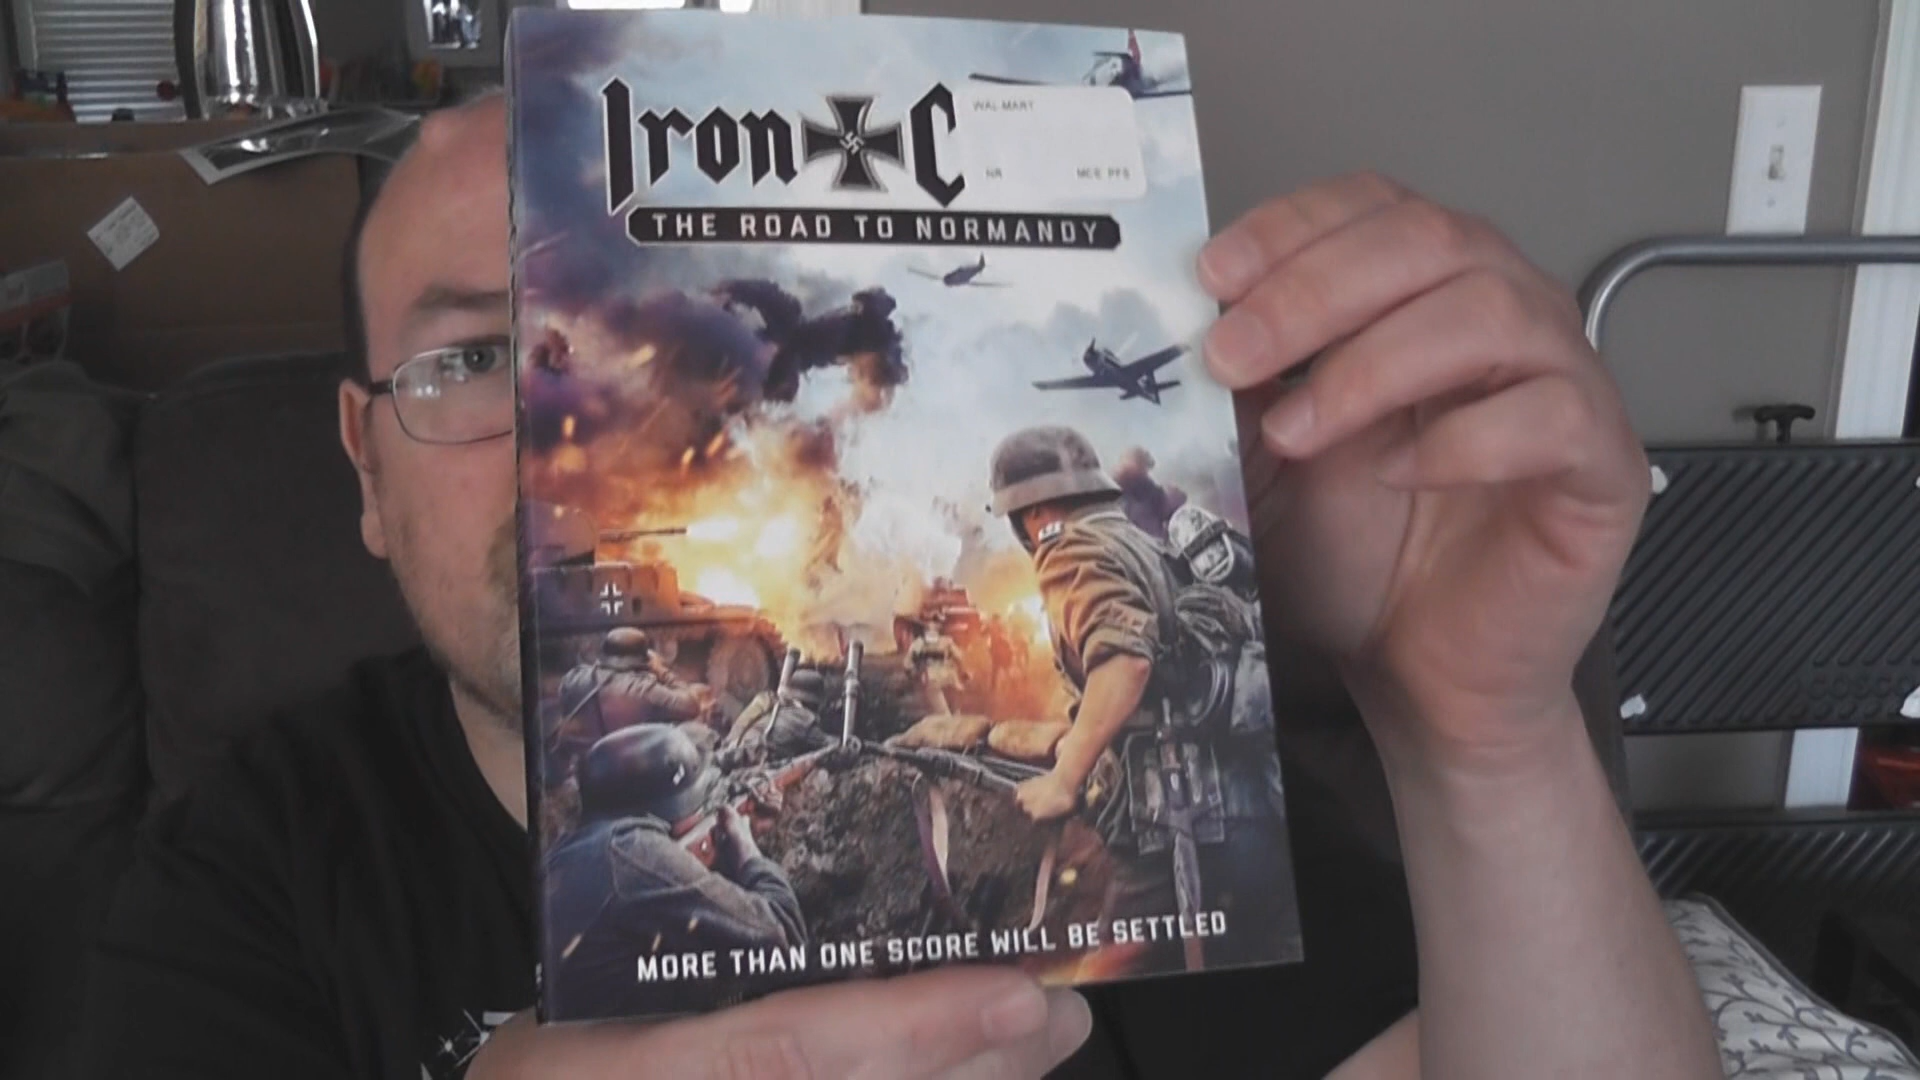 Iron C
WAL-MART
NR MCE PFS
THE ROAD TO NORMANDY
MORE THAN ONE SCORE WILL BE SETTLED